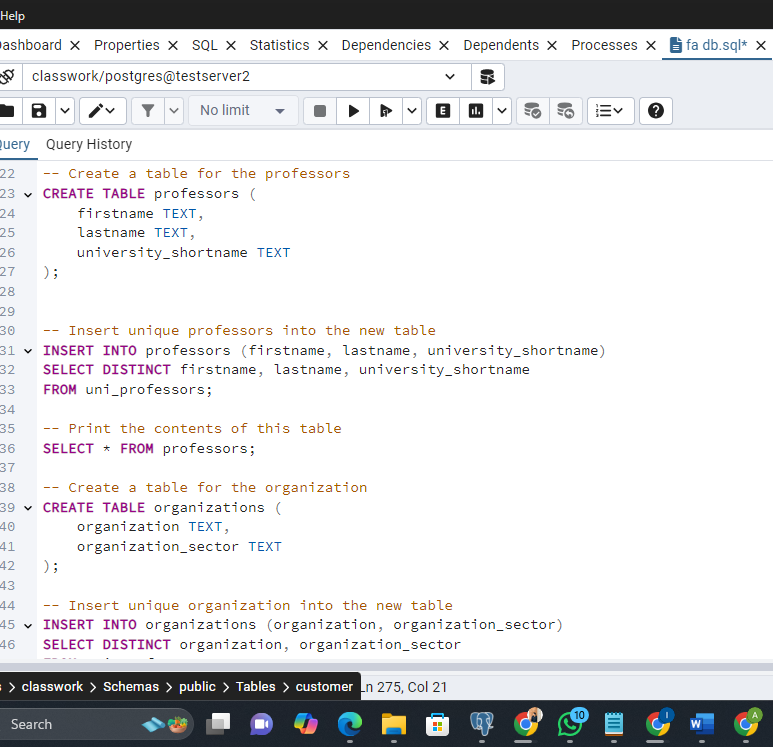 Help
Dashboard × Properties × SQL × Statistics × Dependencies × Dependents × Processes × fa db.sql* ×
classwork/postgres@testserver2
No limit E
Query Query History
22 -- Create a table for the professors
23 CREATE TABLE professors (
24 firstname TEXT,
25 lastname TEXT,
26 university_shortname TEXT
27 );
28
29
30 -- Insert unique professors into the new table
31 INSERT INTO professors (firstname, lastname, university_shortname)
32 SELECT DISTINCT firstname, lastname, university_shortname
33 FROM uni_professors;
34
35 -- Print the contents of this table
36 SELECT * FROM professors;
37
38 -- Create a table for the organization
39 CREATE TABLE organizations (
40 organization TEXT,
41 organization_sector TEXT
42 );
43
44 -- Insert unique organization into the new table
45 INSERT INTO organizations (organization, organization_sector)
46 SELECT DISTINCT organization, organization_sector
s > classwork > Schemas > public > Tables > customer Ln 275, Col 21
Search 10 I W A